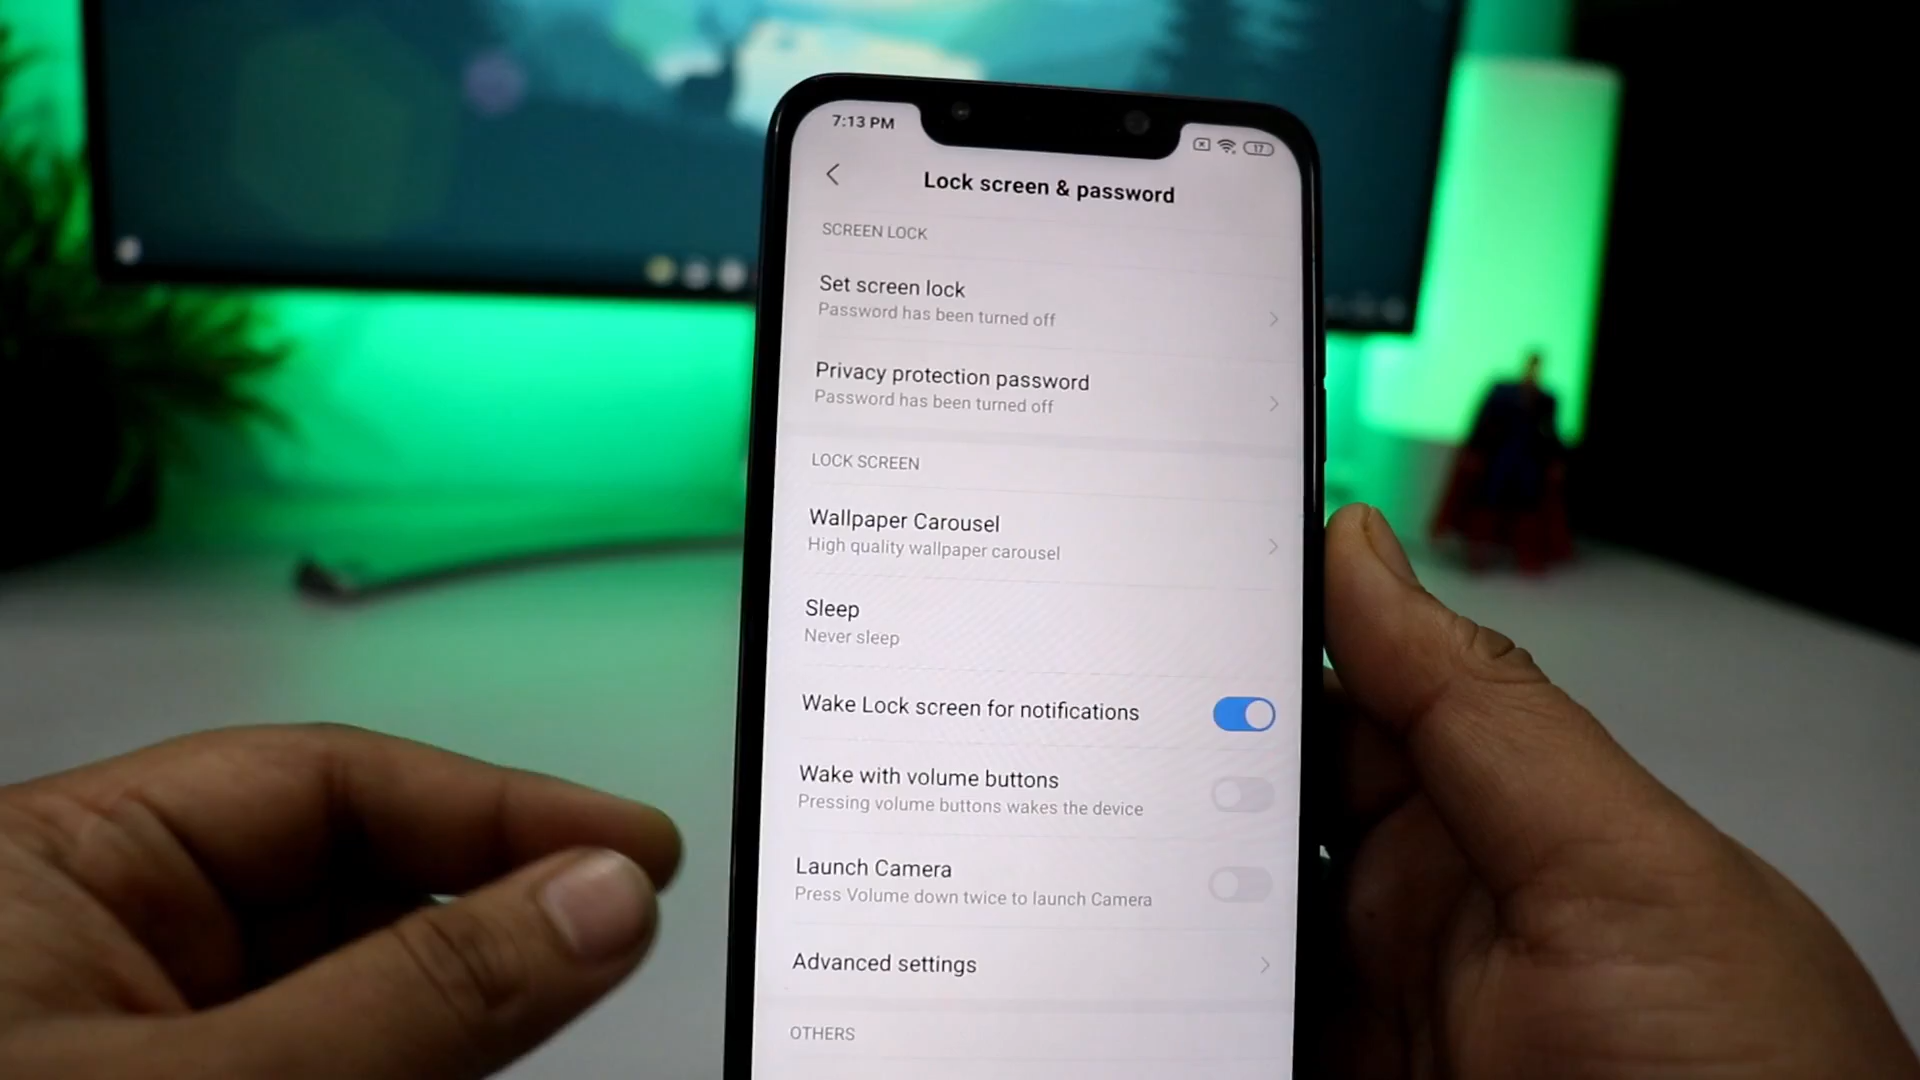 7:13 PM
17
Lock screen & password
SCREEN LOCK
Set screen lock
Password has been turned off
Privacy protection password
Password has been turned off
LOCK SCREEN
Wallpaper Carousel
High quality wallpaper carousel
Sleep
Never sleep
Wake Lock screen for notifications
Wake with volume buttons
Pressing volume buttons wakes the device
Launch Camera
Press Volume down twice to launch Camera
Advanced settings
OTHERS